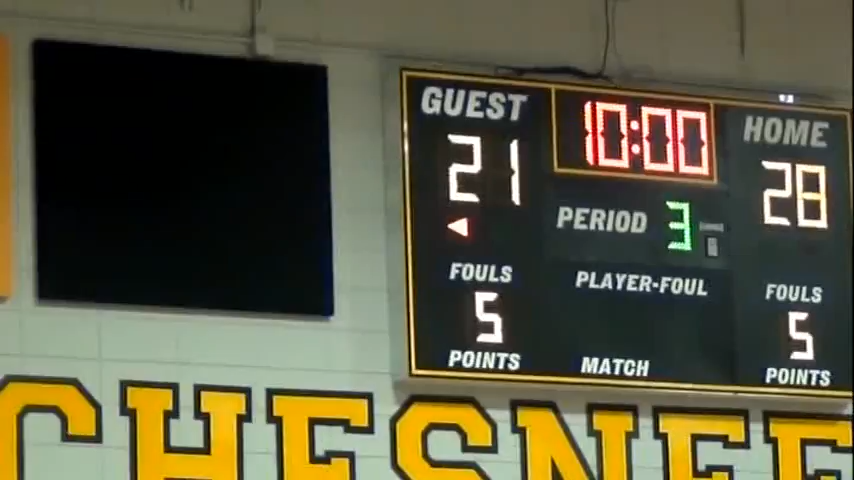 GUEST 10:00 HOME
21 28
PERIOD 3
FOULS PLAYER-FOUL FOULS
5 5
POINTS MATCH POINTS
CHESNEE